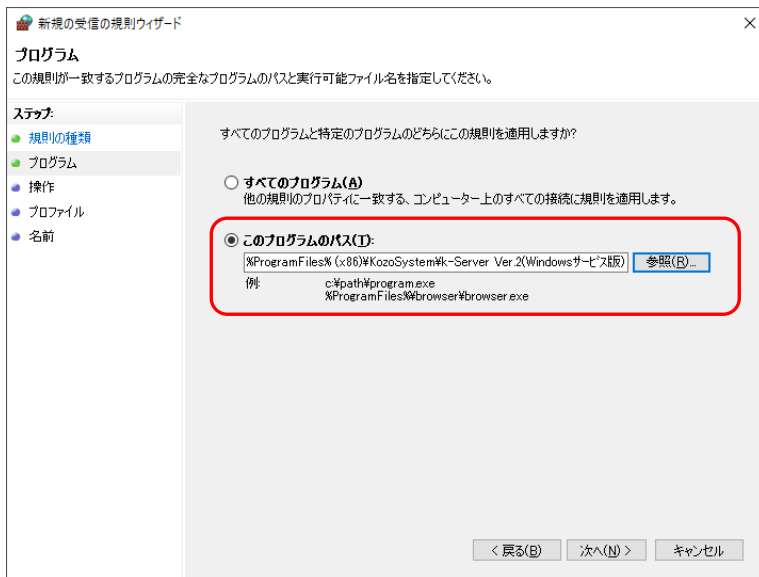 新規の受信の規則ウィザード
プログラム
この規則が一致するプログラムの完全なプログラムのパスと実行可能ファイル名を指定してください。
ステップ:
規則の種類
プログラム
操作
プロファイル
名前
すべてのプログラムと特定のプログラムのどちらにこの規則を適用しますか?
すべてのプログラム(A)
他の規則のプロパティに一致する、コンピューター上のすべての接続に規則を適用します。
このプログラムのパス(T):
%ProgramFiles% (x86)¥KozoSystem¥k-Server Ver.2(Windowsサービス版) 参照(R)...
例: c:¥path¥program.exe
%ProgramFiles%¥browser¥browser.exe
< 戻る(B) 次へ(N) > キャンセル